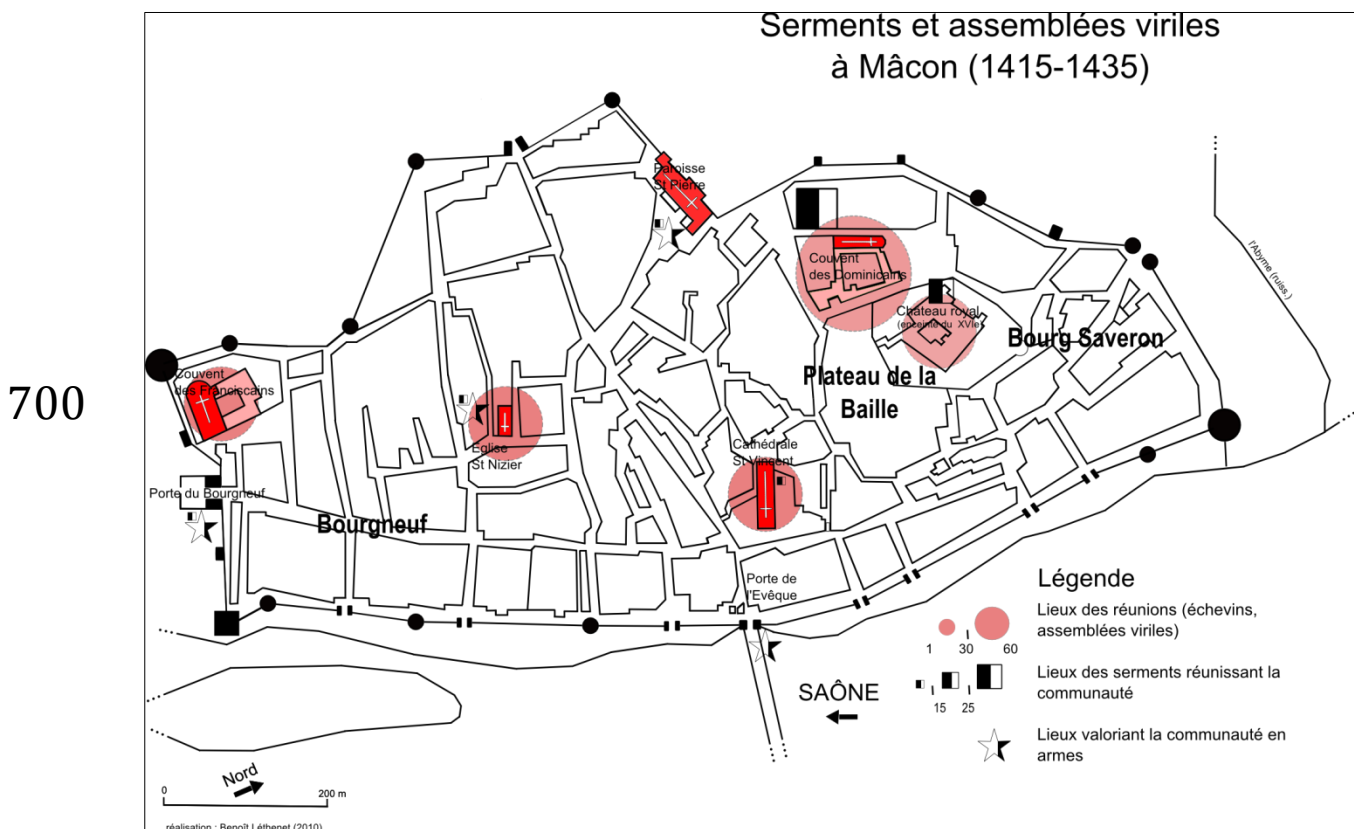 Serments et assemblées viriles
à Mâcon (1415-1435)
700
Paroisse
St Pierre
l'Abyme (ruiss.)
Couvent
des Dominicains
Château royal
(enceinte du XVIe)
Bourg Saveron
Plateau de la
Baille
Couvent
des Franciscains
Eglise
St Nizier
Cathédrale
St Vincent
Porte du Bourgneuf
Bourgneuf
Porte de
l'Evêque
SAÔNE
Légende
Lieux des réunions (échevins,
assemblées viriles)
1 30 60
Lieux des serments réunissant la
communauté
15 25
Lieux valoriant la communauté en
armes
Nord
0 200 m
réalisation : Benoît Léthenet (2010)